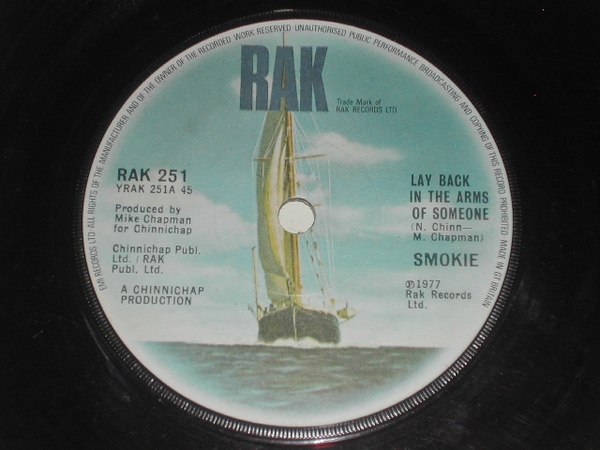 EMI RECORDS LTD·ALL RIGHTS OF THE MANUFACTURER AND OF THE OWNER OF THE RECORDED WORK RESERVED UNAUTHORISED PUBLIC PERFORMANCE BROADCASTING AND COPYING OF THIS RECORD PROHIBITED MADE IN GT BRITAIN
RAK
Trade Mark of
RAK RECORDS LTD
RAK 251
YRAK 251A 45
Produced by
Mike Chapman
for Chinnichap
Chinnichap Publ.
Ltd. / RAK
Publ. Ltd.
A CHINNICHAP
PRODUCTION
LAY BACK
IN THE ARMS
OF SOMEONE
(N. Chinn—
M. Chapman)
SMOKIE
℗1977
Rak Records
Ltd.